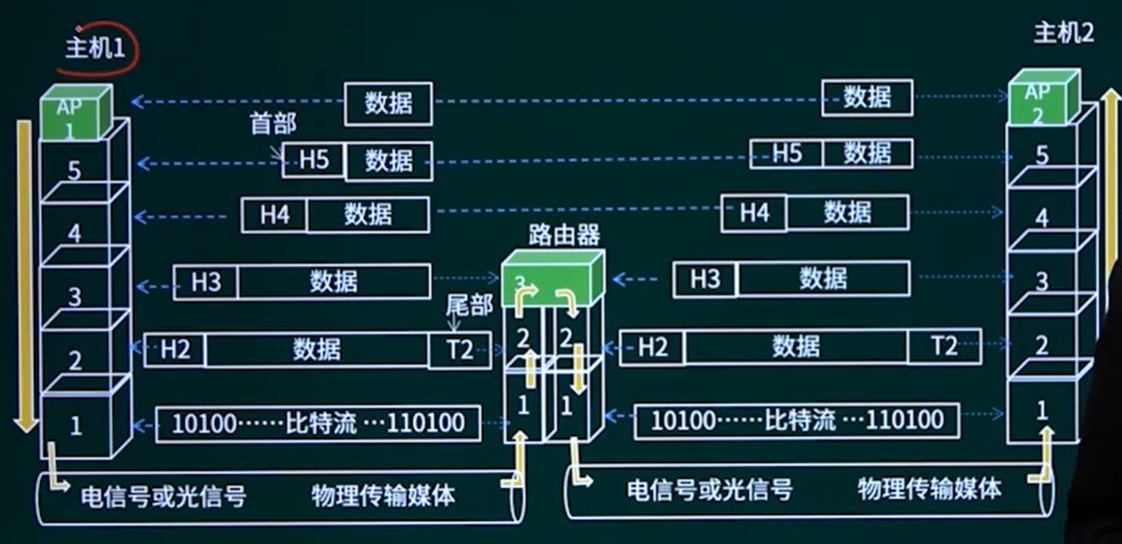 主机1
主机2
AP
1
数据
数据
AP
2
首部
5
H5
数据
H5
数据
5
4
H4
数据
H4
数据
4
路由器
3
H3
数据
3
H3
数据
3
尾部
2
H2
数据
T2
2
2
H2
数据
T2
2
1
10100……比特流…110100
1
1
10100……比特流…110100
1
电信号或光信号
物理传输媒体
电信号或光信号
物理传输媒体